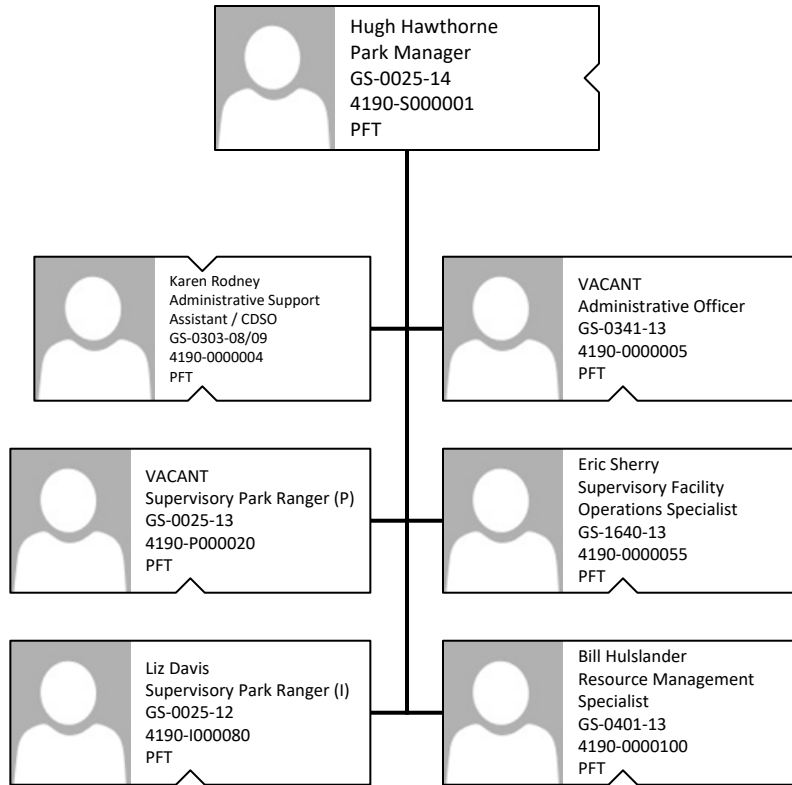 Hugh Hawthorne
Park Manager
GS-0025-14
4190-S000001
PFT
Karen Rodney
Administrative Support
Assistant / CDSO
GS-0303-08/09
4190-0000004
PFT
VACANT
Administrative Officer
GS-0341-13
4190-0000005
PFT
VACANT
Supervisory Park Ranger (P)
GS-0025-13
4190-P000020
PFT
Eric Sherry
Supervisory Facility
Operations Specialist
GS-1640-13
4190-0000055
PFT
Liz Davis
Supervisory Park Ranger (I)
GS-0025-12
4190-I000080
PFT
Bill Hulslander
Resource Management
Specialist
GS-0401-13
4190-0000100
PFT